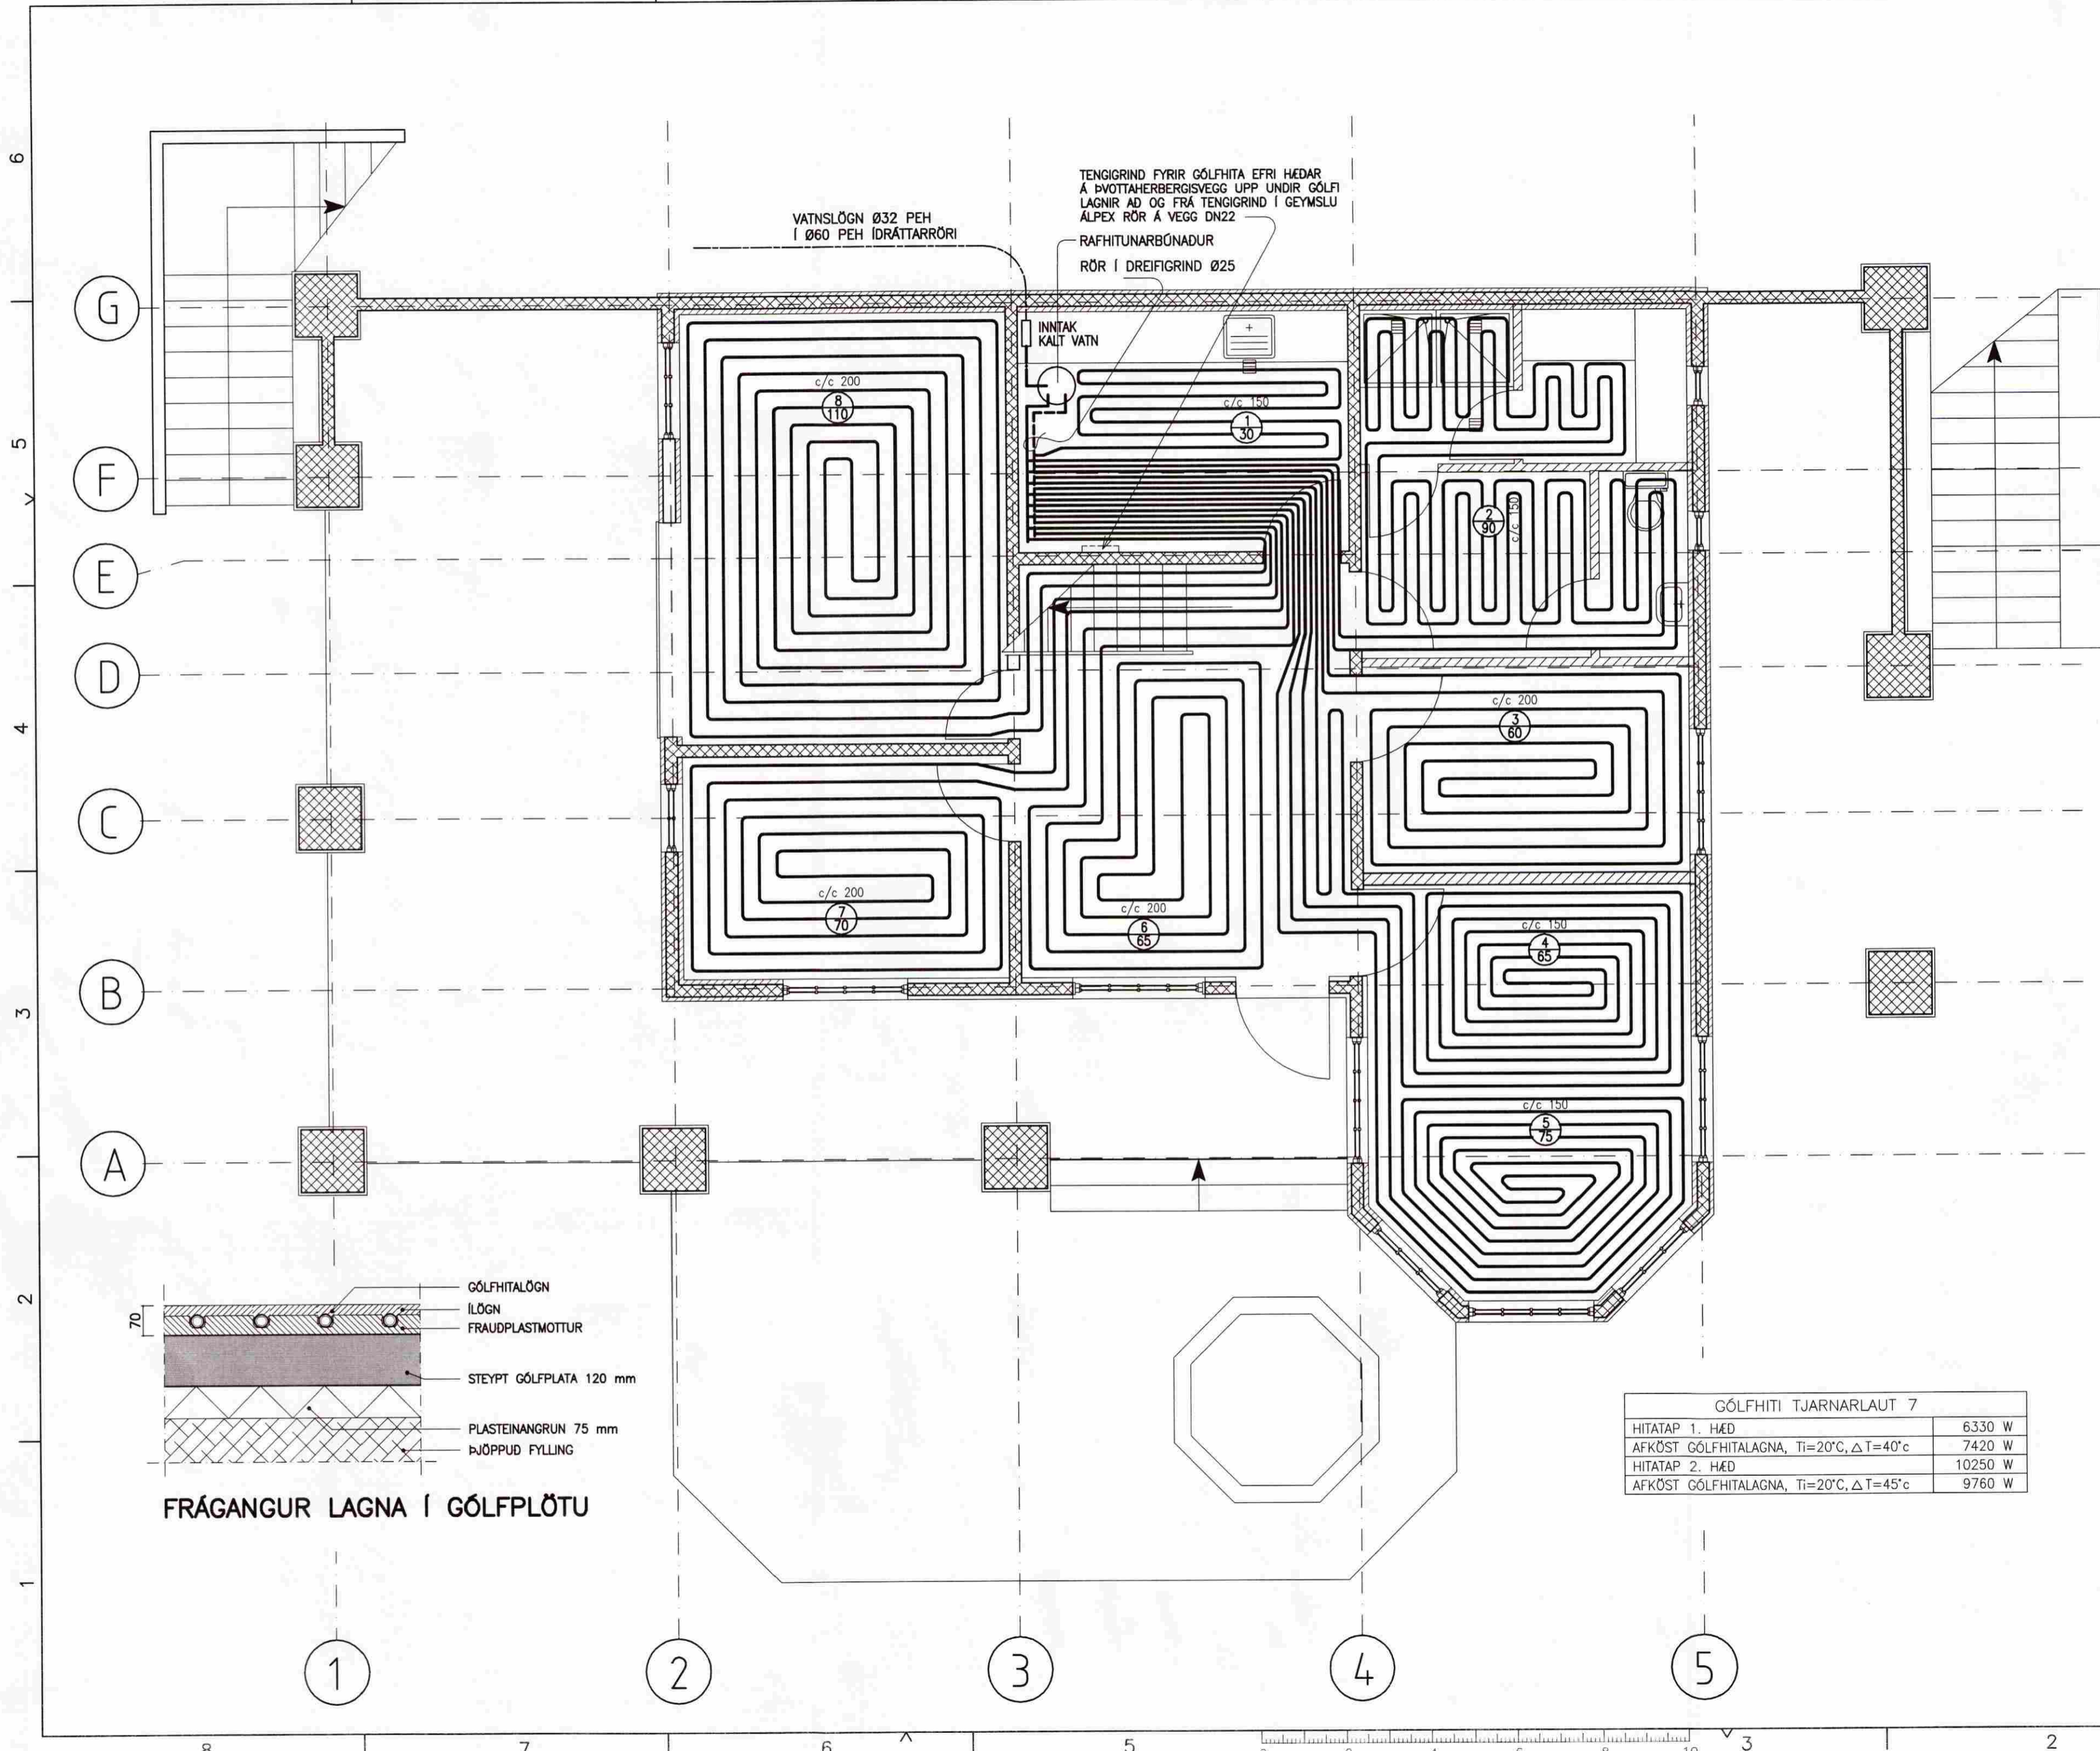 TENGIGRIND FYRIR GÓLFHITA EFRI HÆÐAR
Á ÞVOTTAHERBERGISVEGG UPP UNDIR GÓLFI
LAGNIR AÐ OG FRÁ TENGIGRIND Í GEYMSLU
ÁLPEX RÖR Á VEGG DN22
VATNSLÖGN Ø32 PEH
Í Ø60 PEH ÍDRÁTTARRÖRI
RAFHITUNARBÚNAÐUR
RÖR Í DREIFIGRIND Ø25
INNTAK
KALT VATN
c/c 200
8
110
c/c 150
1
30
2
90
c/c 150
c/c 200
3
60
c/c 200
7
70
c/c 200
6
65
c/c 150
4
65
c/c 150
5
75
G
F
E
D
C
B
A
6
5
4
3
2
1
70
GÓLFHITALÖGN
ÍLÖGN
FRAUÐPLASTMOTTUR
STEYPT GÓLFPLATA 120 mm
PLASTEINANGRUN 75 mm
ÞJÖPPUÐ FYLLING
FRÁGANGUR LAGNA Í GÓLFPLÖTU
GÓLFHITI TJARNARLAUT 7
HITATAP 1. HÆÐ 6330 W
AFKÖST GÓLFHITALAGNA, Ti=20°C, △T=40°c 7420 W
HITATAP 2. HÆÐ 10250 W
AFKÖST GÓLFHITALAGNA, Ti=20°C, △T=45°c 9760 W
1
2
3
4
5
8
7
6
5
3
2